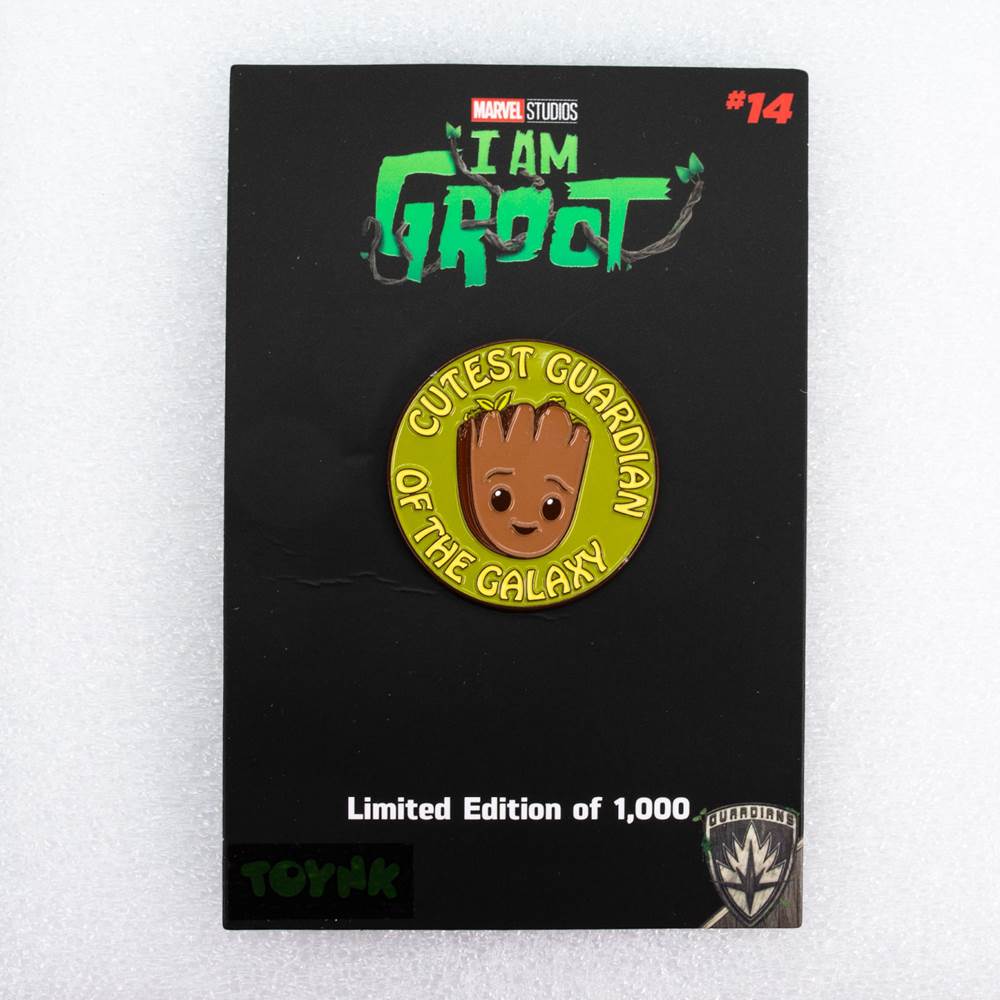 MARVEL STUDIOS
#14
I AM
GROOT
CUTEST GUARDIAN
OF THE GALAXY
Limited Edition of 1,000
GUARDIANS
TOYNK